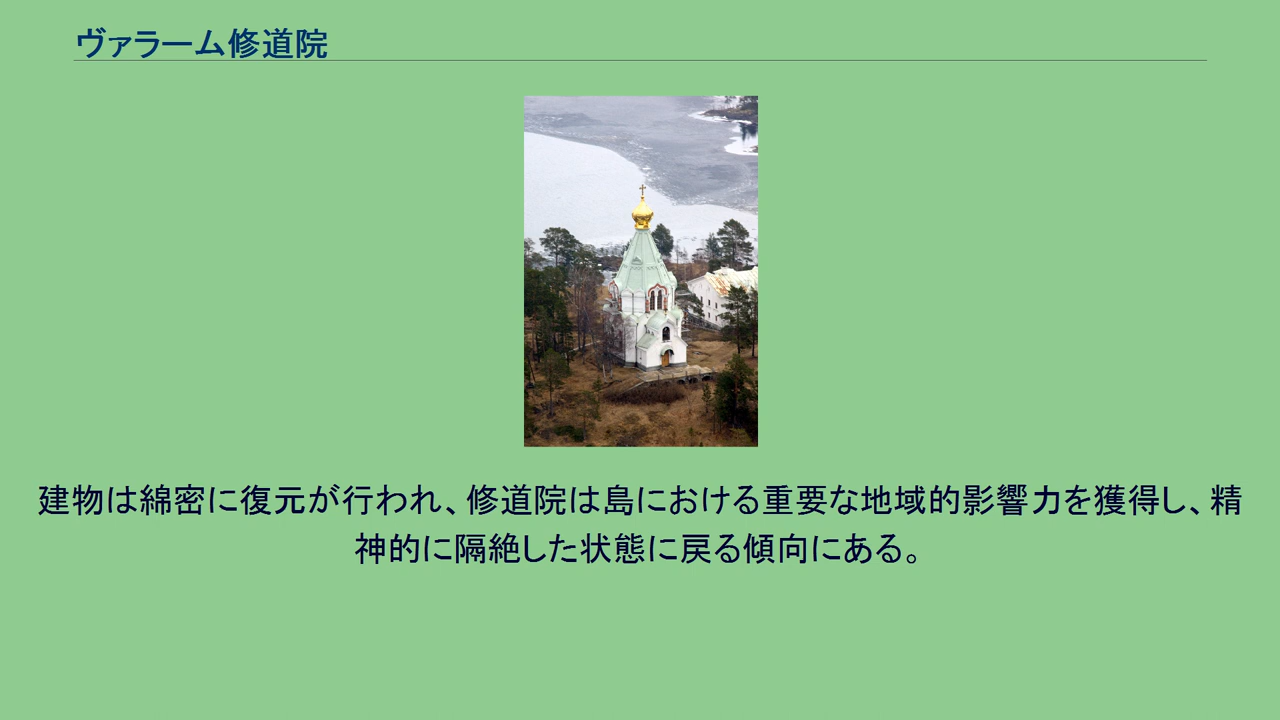 ヴァラーム修道院
建物は綿密に復元が行われ、修道院は島における重要な地域的影響力を獲得し、精
神的に隔絶した状態に戻る傾向にある。